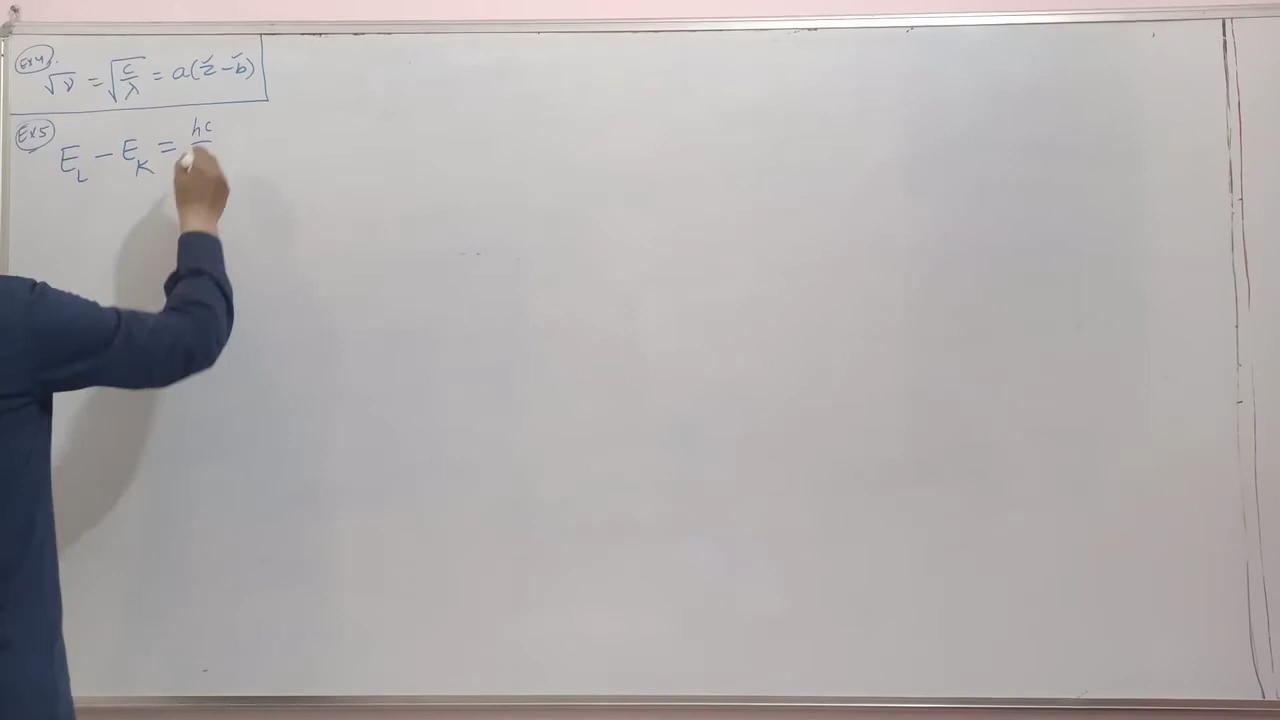 Ex4.
√ν = √(c/λ) = a(z−b)
Ex5
E_L − E_K = hc